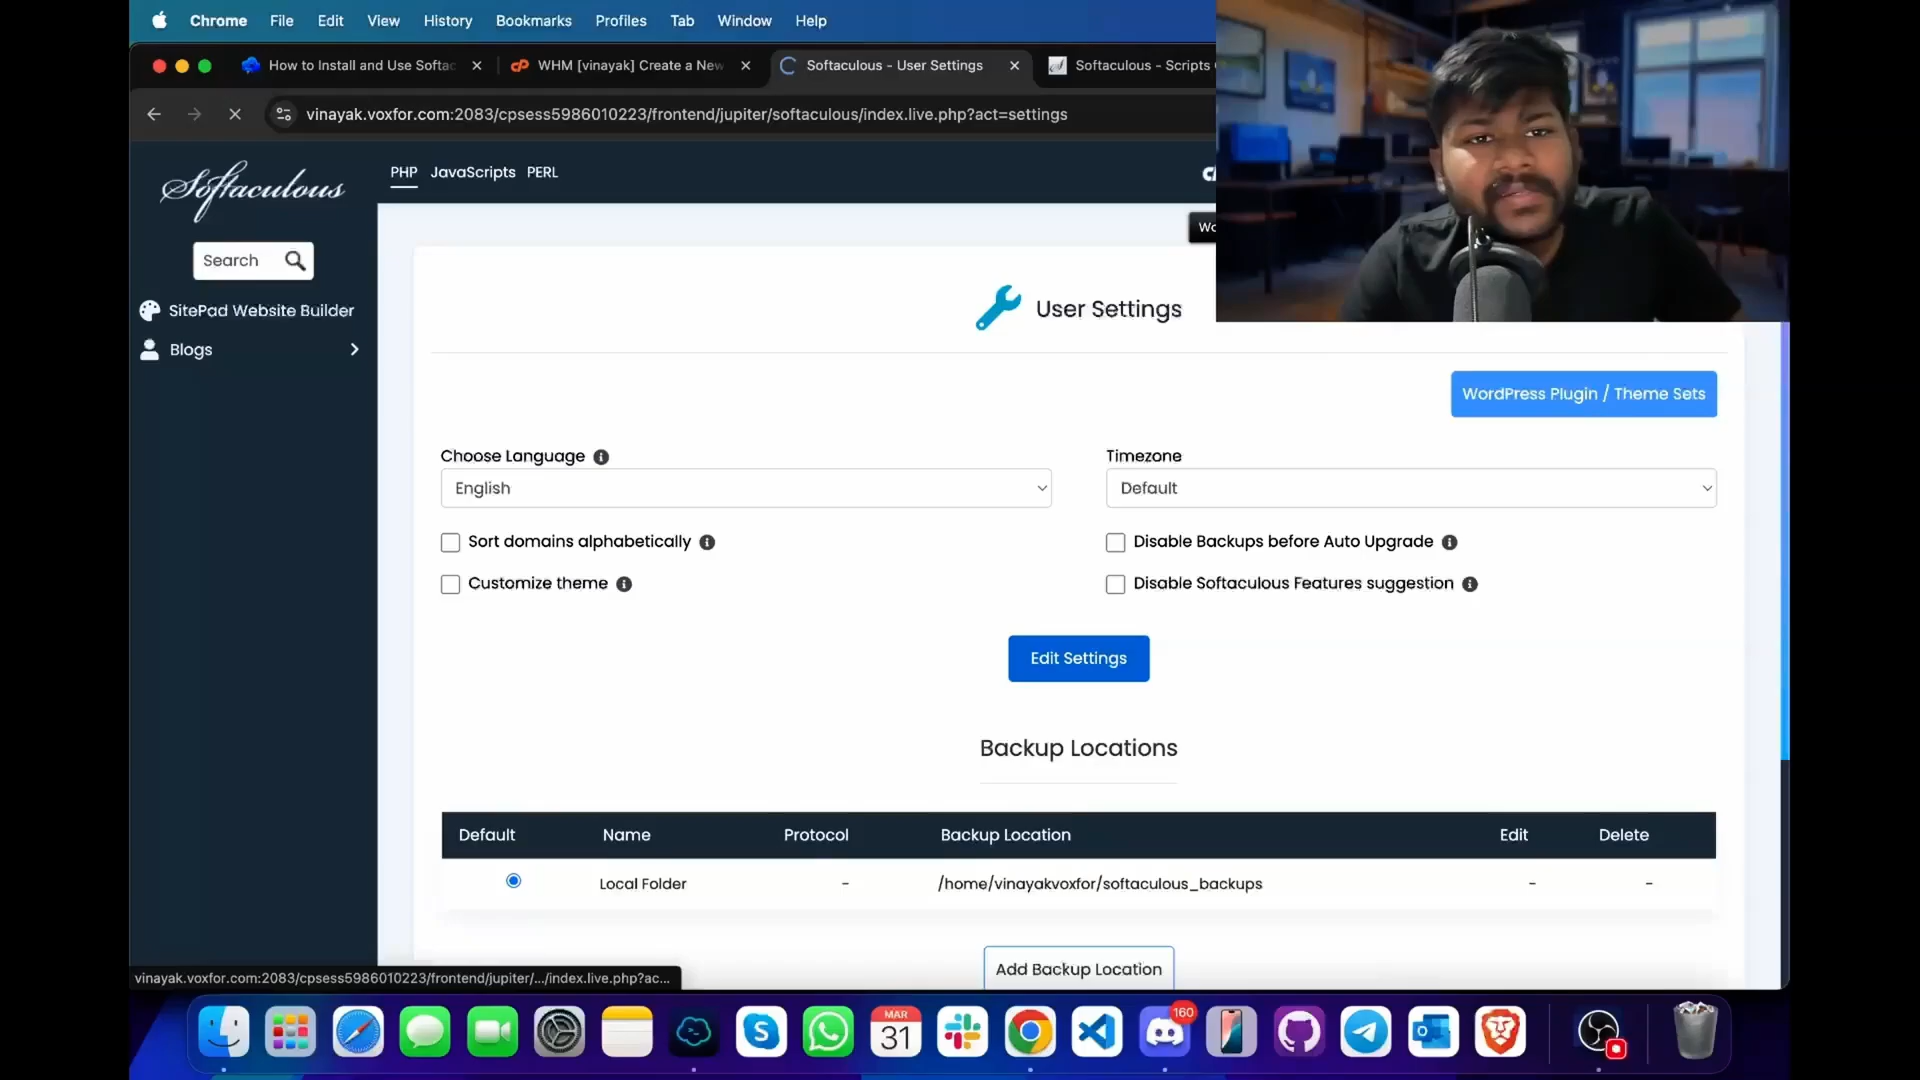 Chrome File Edit View History Bookmarks Profiles Tab Window Help
How to Install and Use Softac
WHM [vinayak] Create a New
Softaculous - User Settings
Softaculous - Scripts
vinayak.voxfor.com:2083/cpsess5986010223/frontend/jupiter/softaculous/index.live.php?act=settings
Softaculous
PHP JavaScripts PERL
Search
SitePad Website Builder
Blogs
User Settings
WordPress Plugin / Theme Sets
Choose Language
Timezone
English
Default
Sort domains alphabetically
Disable Backups before Auto Upgrade
Customize theme
Disable Softaculous Features suggestion
Edit Settings
Backup Locations
Default Name Protocol Backup Location Edit Delete
Local Folder - /home/vinayakvoxfor/softaculous_backups - -
Add Backup Location
vinayak.voxfor.com:2083/cpsess5986010223/frontend/jupiter/.../index.live.php?ac...
MAR
31
160